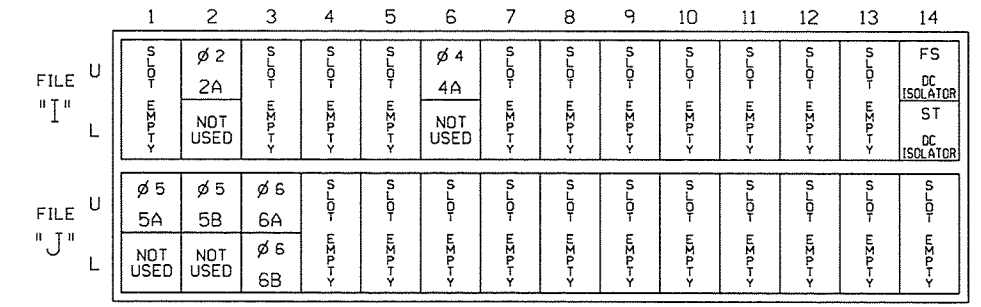 1 2 3 4 5 6 7 8 9 10 11 12 13 14
FILE "I"
U
L
SLOT EMPTY
Ø 2
2A
NOT USED
SLOT EMPTY
SLOT EMPTY
SLOT EMPTY
Ø 4
4A
NOT USED
SLOT EMPTY
SLOT EMPTY
SLOT EMPTY
SLOT EMPTY
SLOT EMPTY
SLOT EMPTY
SLOT EMPTY
FS
DC ISOLATOR
ST
DC ISOLATOR
FILE "J"
U
L
Ø 5
5A
NOT USED
Ø 5
5B
NOT USED
Ø 6
6A
Ø 6
6B
SLOT EMPTY
SLOT EMPTY
SLOT EMPTY
SLOT EMPTY
SLOT EMPTY
SLOT EMPTY
SLOT EMPTY
SLOT EMPTY
SLOT EMPTY
SLOT EMPTY
SLOT EMPTY